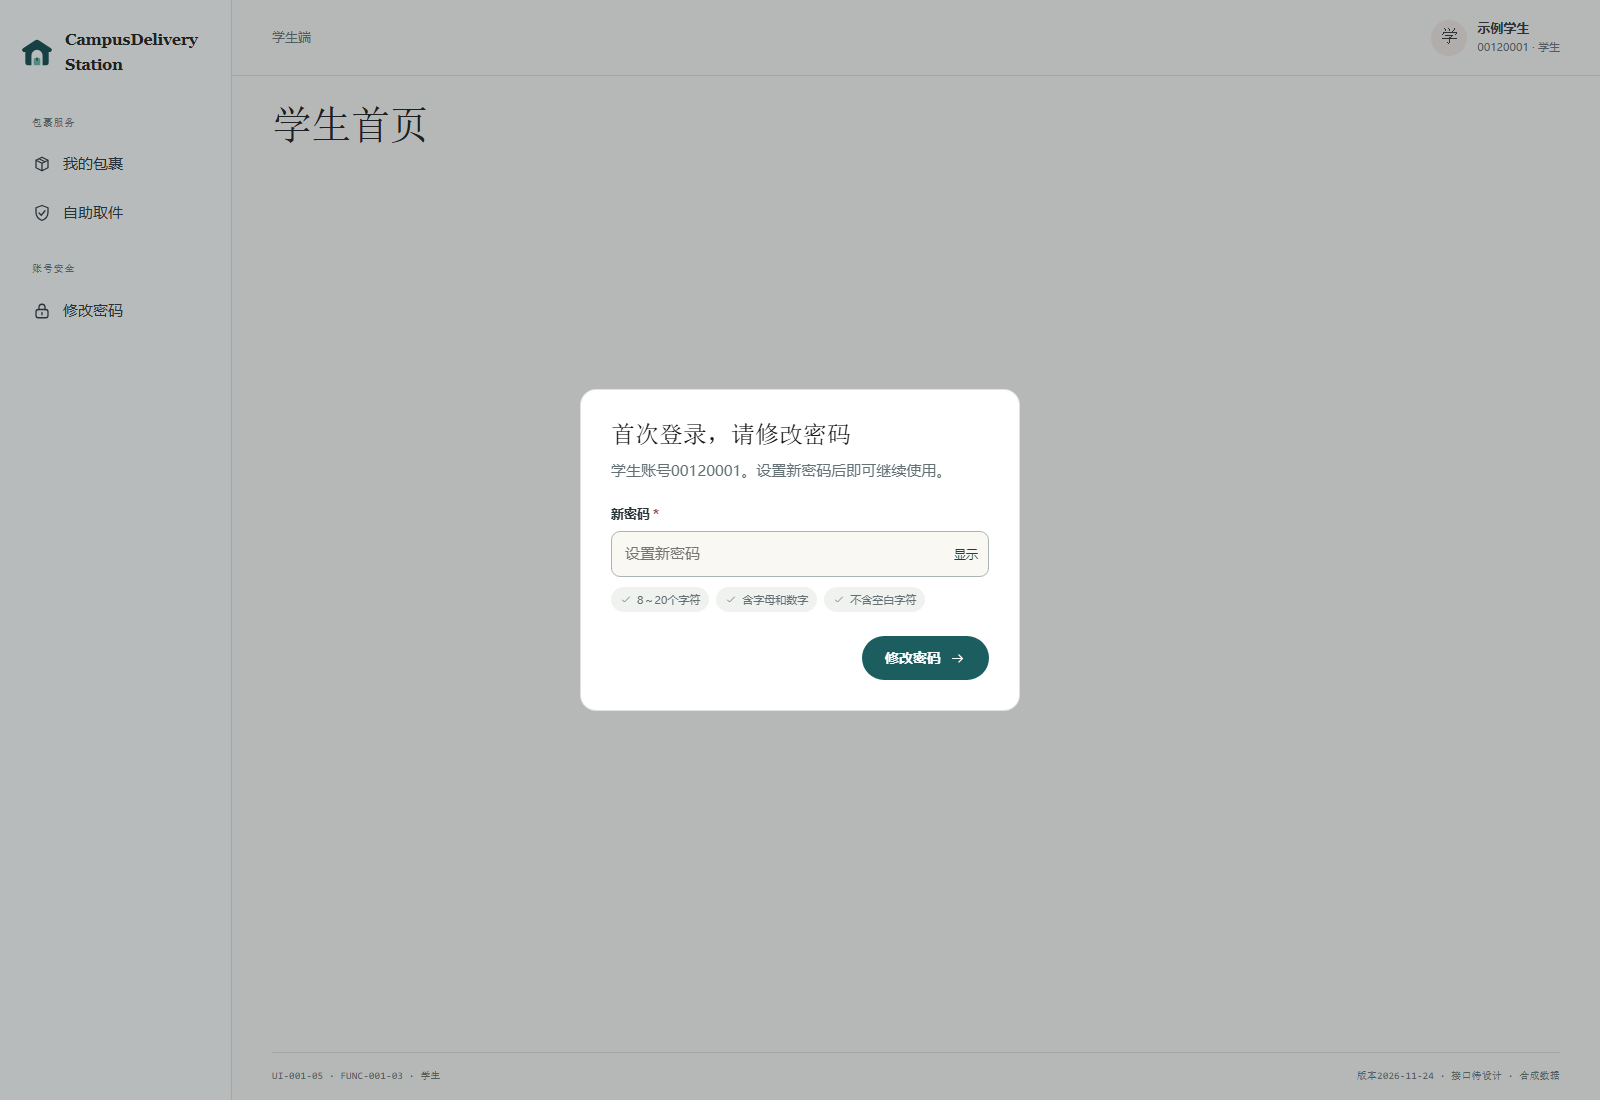 CampusDelivery
Station
包裹服务
我的包裹
自助取件
账号安全
修改密码
学生端
学
示例学生
00120001 · 学生
学生首页
首次登录，请修改密码
学生账号00120001。设置新密码后即可继续使用。
新密码 *
设置新密码
显示
8～20个字符
含字母和数字
不含空白字符
修改密码 →
UI-001-05 · FUNC-001-03 · 学生
版本2026-11-24 · 接口待设计 · 合成数据